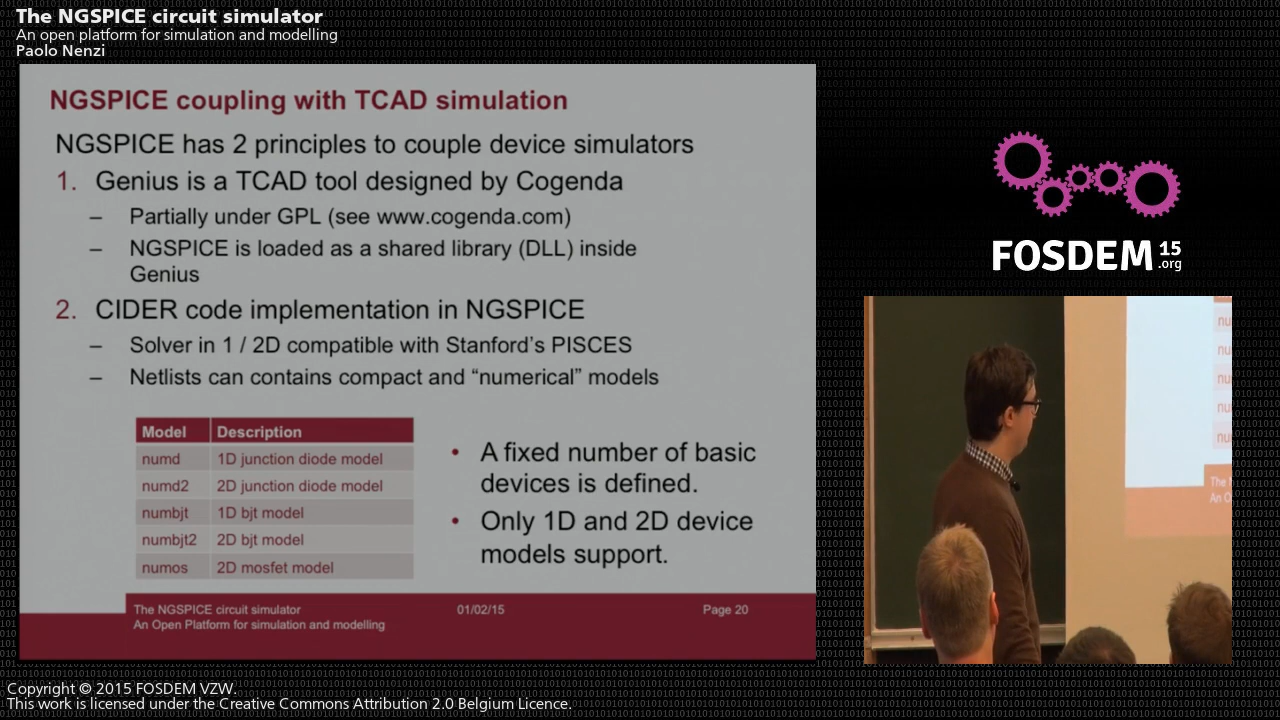 The NGSPICE circuit simulator
An open platform for simulation and modelling
Paolo Nenzi
NGSPICE coupling with TCAD simulation
NGSPICE has 2 principles to couple device simulators
1. Genius is a TCAD tool designed by Cogenda
– Partially under GPL (see www.cogenda.com)
– NGSPICE is loaded as a shared library (DLL) inside
Genius
2. CIDER code implementation in NGSPICE
– Solver in 1 / 2D compatible with Stanford's PISCES
– Netlists can contains compact and "numerical" models
Model Description
numd 1D junction diode model
numd2 2D junction diode model
numbjt 1D bjt model
numbjt2 2D bjt model
numos 2D mosfet model
• A fixed number of basic
devices is defined.
• Only 1D and 2D device
models support.
The NGSPICE circuit simulator 01/02/15 Page 20
An Open Platform for simulation and modelling
FOSDEM 15
.org
nu
nu
nu
nu
nu
The N
An O
Copyright © 2015 FOSDEM VZW.
This work is licensed under the Creative Commons Attribution 2.0 Belgium Licence.